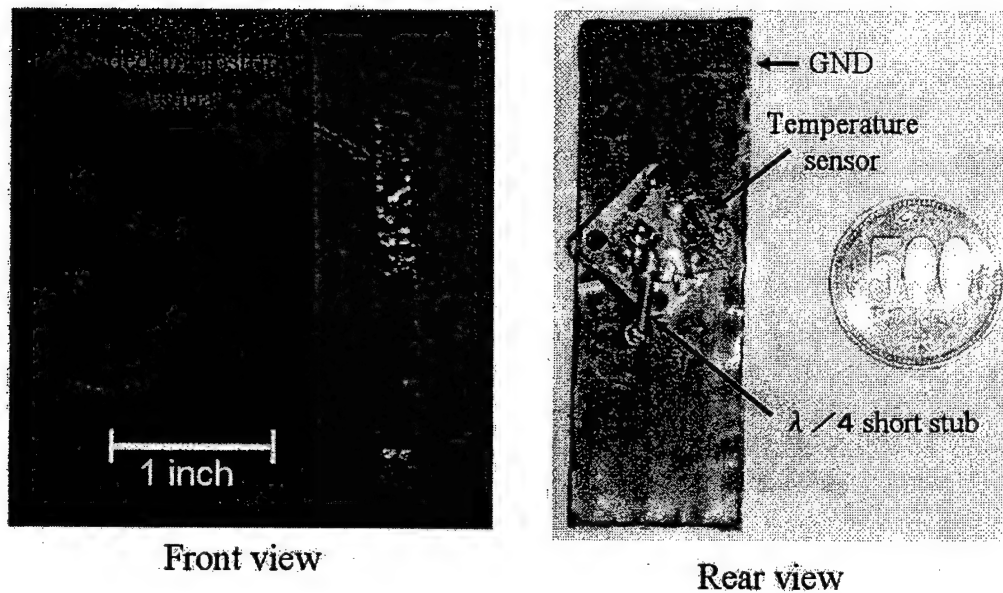 1 inch
Front view
GND
Temperature
sensor
500
λ/4 short stub
Rear view